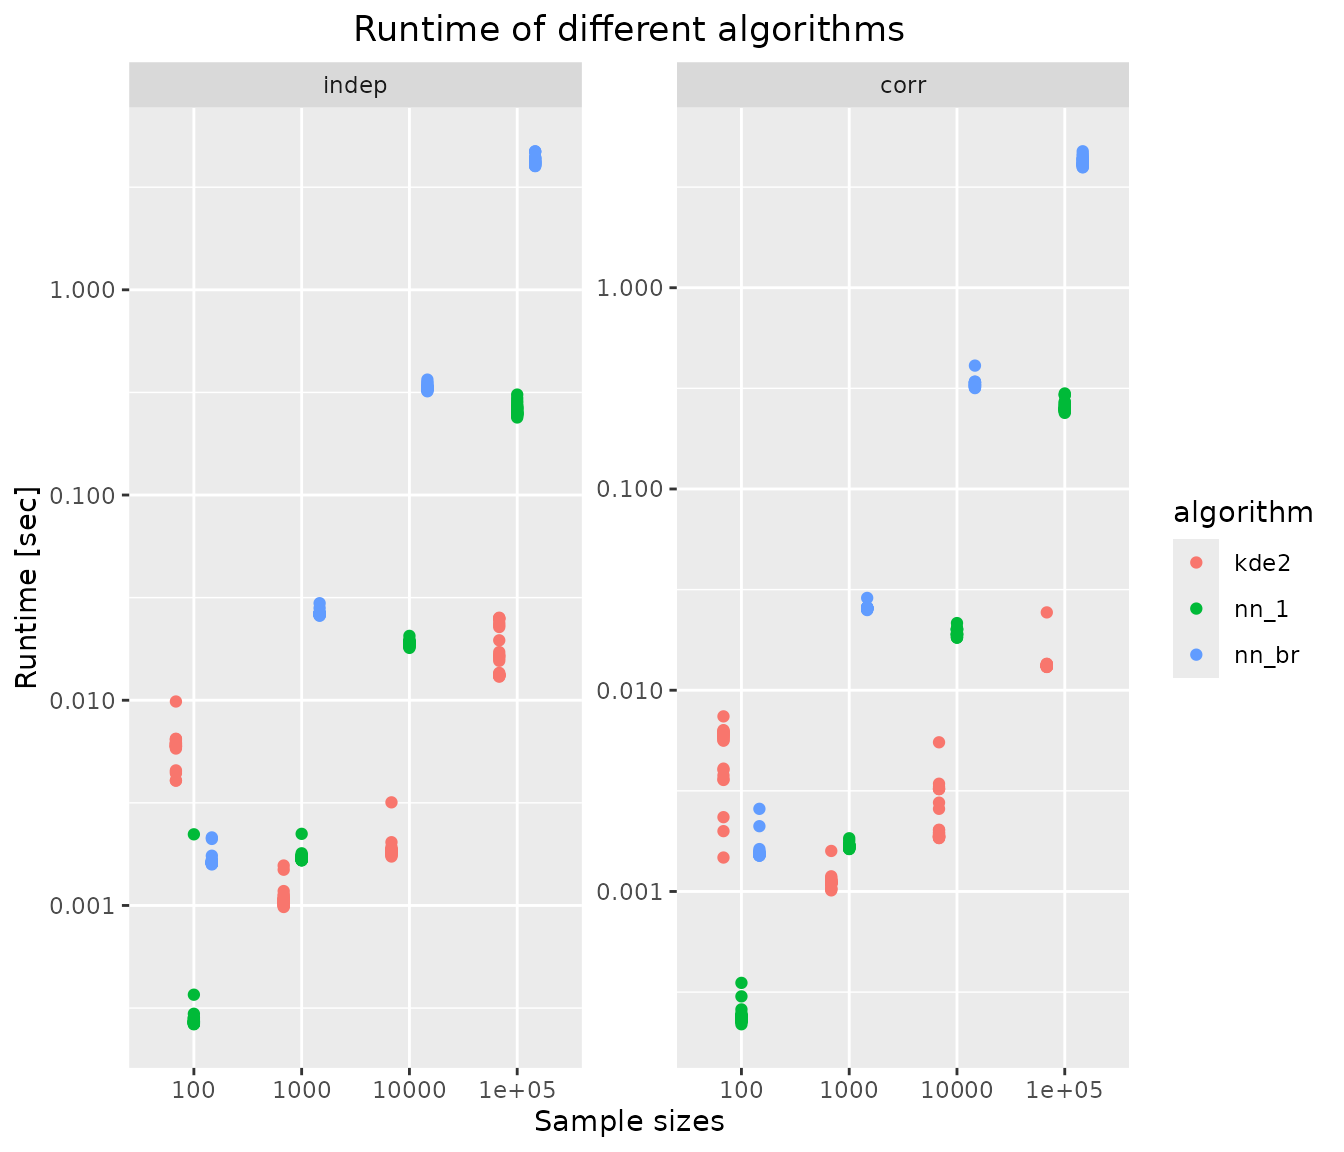 Runtime of different algorithms
indep
corr
Runtime [sec]
1.000
0.100
0.010
0.001
1.000
0.100
0.010
0.001
100 1000 10000 1e+05
100 1000 10000 1e+05
Sample sizes
algorithm
kde2
nn_1
nn_br